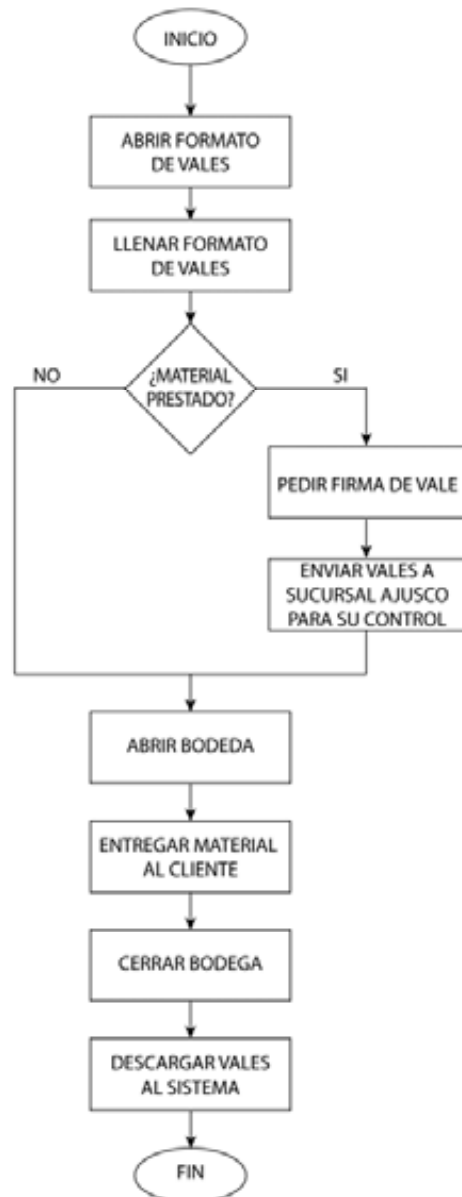 INICIO
ABRIR FORMATO
DE VALES
LLENAR FORMATO
DE VALES
¿MATERIAL
PRESTADO?
NO
SI
PEDIR FIRMA DE VALE
ENVIAR VALES A
SUCURSAL AJUSCO
PARA SU CONTROL
ABRIR BODEDA
ENTREGAR MATERIAL
AL CLIENTE
CERRAR BODEGA
DESCARGAR VALES
AL SISTEMA
FIN